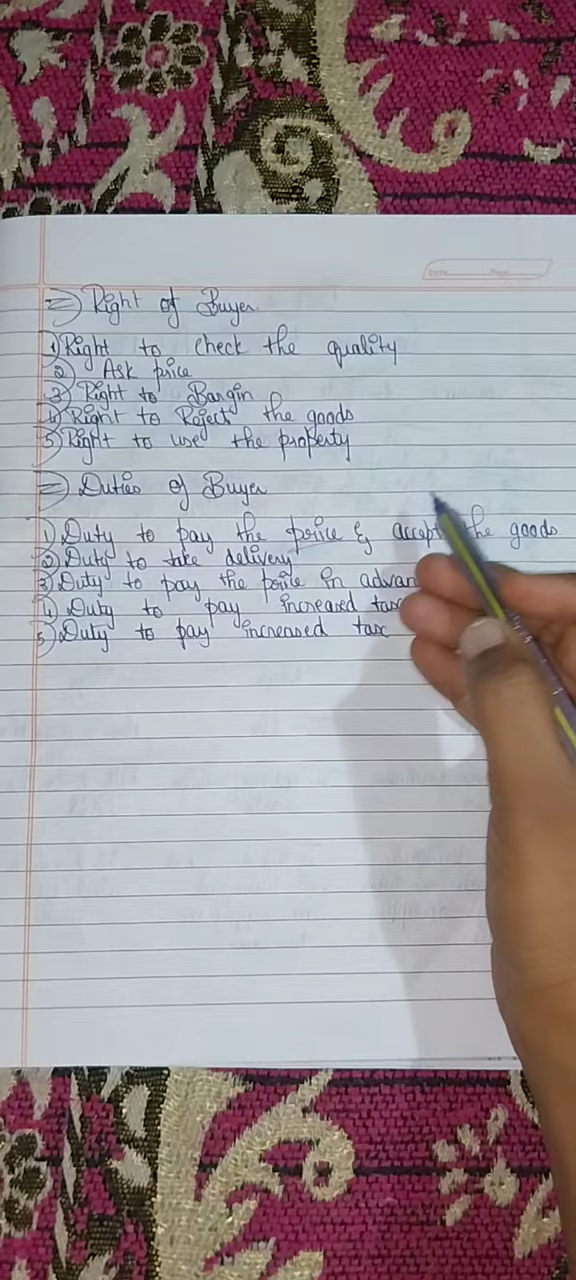 => Right of Buyer.
1) Right to check the quality
2) Ask price
3) Right to Bargin
4) Right to Reject the goods
5) Right to use the property
=> Duties of Buyer
1) Duty to pay the price & accept the goods
2) Duty to take delivery
3) Duty to pay the price in advan
4) Duty to pay increased tax
5) Duty to pay increased tax
Date Page